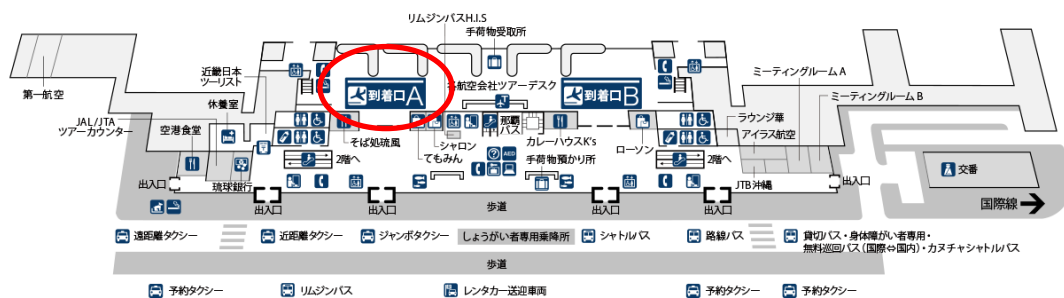 リムジンバスH.I.S
手荷物受取所
近畿日本
ツーリスト
到着口A
各航空会社ツアーデスク
到着口B
ミーティングルーム A
ミーティングルーム B
第一航空
休養室
JAL/JTA
ツアーカウンター
空港食堂
そば処琉風
シャロン
てもみん
那覇
バス
AED
カレーハウスK's
ローソン
ラウンジ華
アイラス航空
2階へ
手荷物預かり所
2階へ
出入口
琉球銀行
JTB沖縄
出入口
交番
出入口
出入口
出入口
出入口
国際線
歩道
遠距離タクシー
近距離タクシー
ジャンボタクシー
しょうがい者専用乗降所
シャトルバス
路線バス
貸切バス・身体障がい者専用・
無料巡回バス(国際⇔国内)・カヌチャシャトルバス
歩道
予約タクシー
リムジンバス
レンタカー送迎車両
予約タクシー
予約タクシー